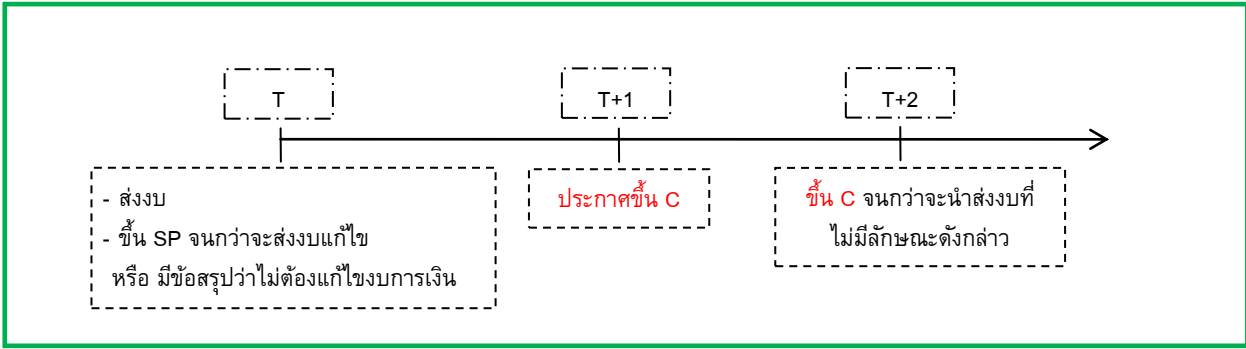 T
T+1
T+2
- ส่งงบ
- ขึ้น SP จนกว่าจะส่งงบแก้ไข
หรือ มีข้อสรุปว่าไม่ต้องแก้ไขงบการเงิน
ประกาศขึ้น C
ขึ้น C จนกว่าจะนำส่งงบที่
ไม่มีลักษณะดังกล่าว